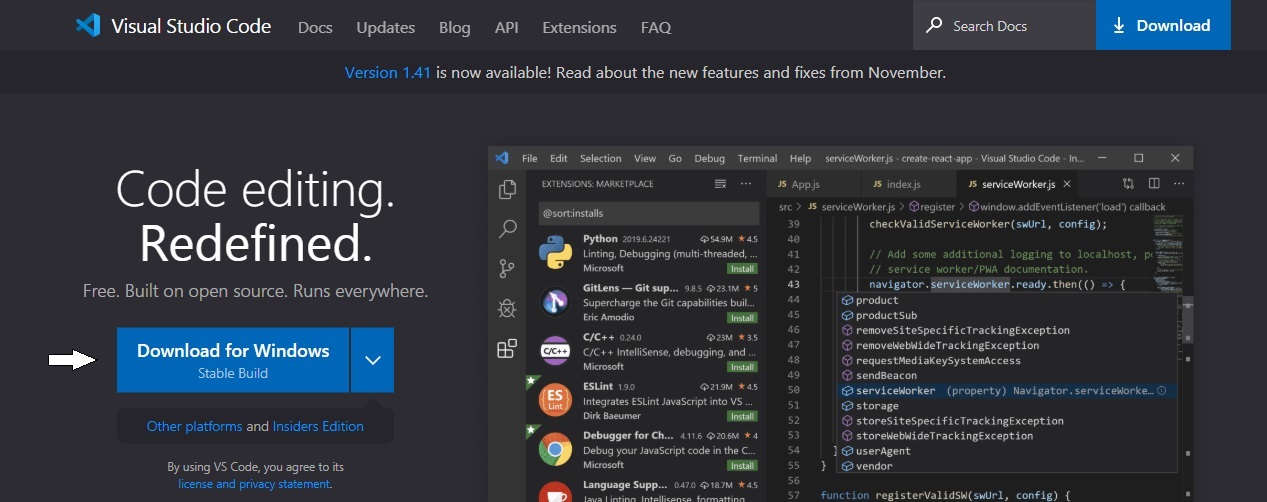 Visual Studio Code Docs Updates Blog API Extensions FAQ Search Docs Download
Version 1.41 is now available! Read about the new features and fixes from November.
Code editing.
Redefined.
Free. Built on open source. Runs everywhere.
Download for Windows
Stable Build
Other platforms and Insiders Edition
By using VS Code, you agree to its
license and privacy statement.
File Edit Selection View Go Debug Terminal Help serviceWorker.js - create-react-app - Visual Studio Code - In...
EXTENSIONS: MARKETPLACE
@sort:installs
Python 2019.6.24221 54.9M 4.5
Linting, Debugging (multi-threaded, ...
Microsoft Install
GitLens — Git sup... 9.8.5 23.1M 5
Supercharge the Git capabilities buil...
Eric Amodio Install
C/C++ 0.24.0 23M 3.5
C/C++ IntelliSense, debugging, and ...
Microsoft Install
ESLint 1.9.0 21.9M 4.5
Integrates ESLint JavaScript into VS ...
Dirk Baeumer Install
Debugger for Ch... 4.11.6 20.6M 4
Debug your JavaScript code in the C...
Microsoft Install
Language Supp... 0.47.0 18.7M 4.5
Java Linting, Intellisense, formatting,
JS App.js JS index.js JS serviceWorker.js
src > JS serviceWorker.js > register > window.addEventListener('load') callback
39 checkValidServiceWorker(swUrl, config);
40
41 // Add some additional logging to localhost, p
42 // service worker/PWA documentation.
43 navigator.serviceWorker.ready.then(() => {
44 product
45 productSub
46 removeSiteSpecificTrackingException
47 removeWebWideTrackingException
48 requestMediaKeySystemAccess
49 sendBeacon
50 serviceWorker (property) Navigator.serviceWorke...
51 storage
52 storeSiteSpecificTrackingException
53 storeWebWideTrackingException
54 } userAgent
55 } vendor
56
57 function registerValidSW(swUrl, config) {